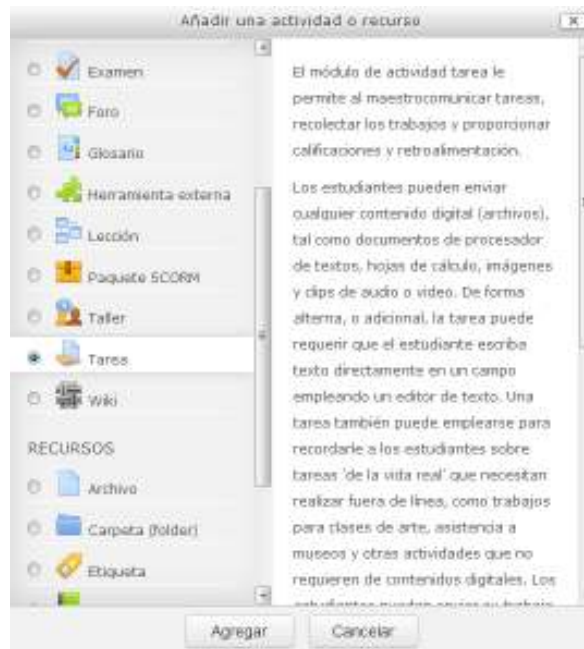 Añadir una actividad o recurso
Examen
Foro
Glosario
Herramienta externa
Lección
Paquete SCORM
Taller
Tarea
Wiki
RECURSOS
Archivo
Carpeta (folder)
Etiqueta
El módulo de actividad tarea le
permite al maestrocomunicar tareas,
recolectar los trabajos y proporcionar
calificaciones y retroalimentación.
Los estudiantes pueden enviar
cualquier contenido digital (archivos),
tal como documentos de procesador
de textos, hojas de cálculo, imágenes
y clips de audio o video. De forma
alterna, o adicional, la tarea puede
requerir que el estudiante escriba
texto directamente en un campo
empleando un editor de texto. Una
tarea también puede emplearse para
recordarle a los estudiantes sobre
tareas 'de la vida real' que necesitan
realizar fuera de línea, como trabajos
para clases de arte, asistencia a
museos y otras actividades que no
requieren de contenidos digitales. Los
Agregar
Cancelar